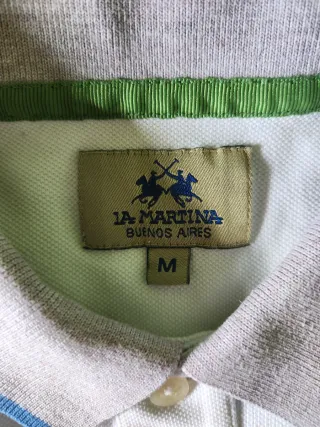 LA MARTINA
BUENOS AIRES
M